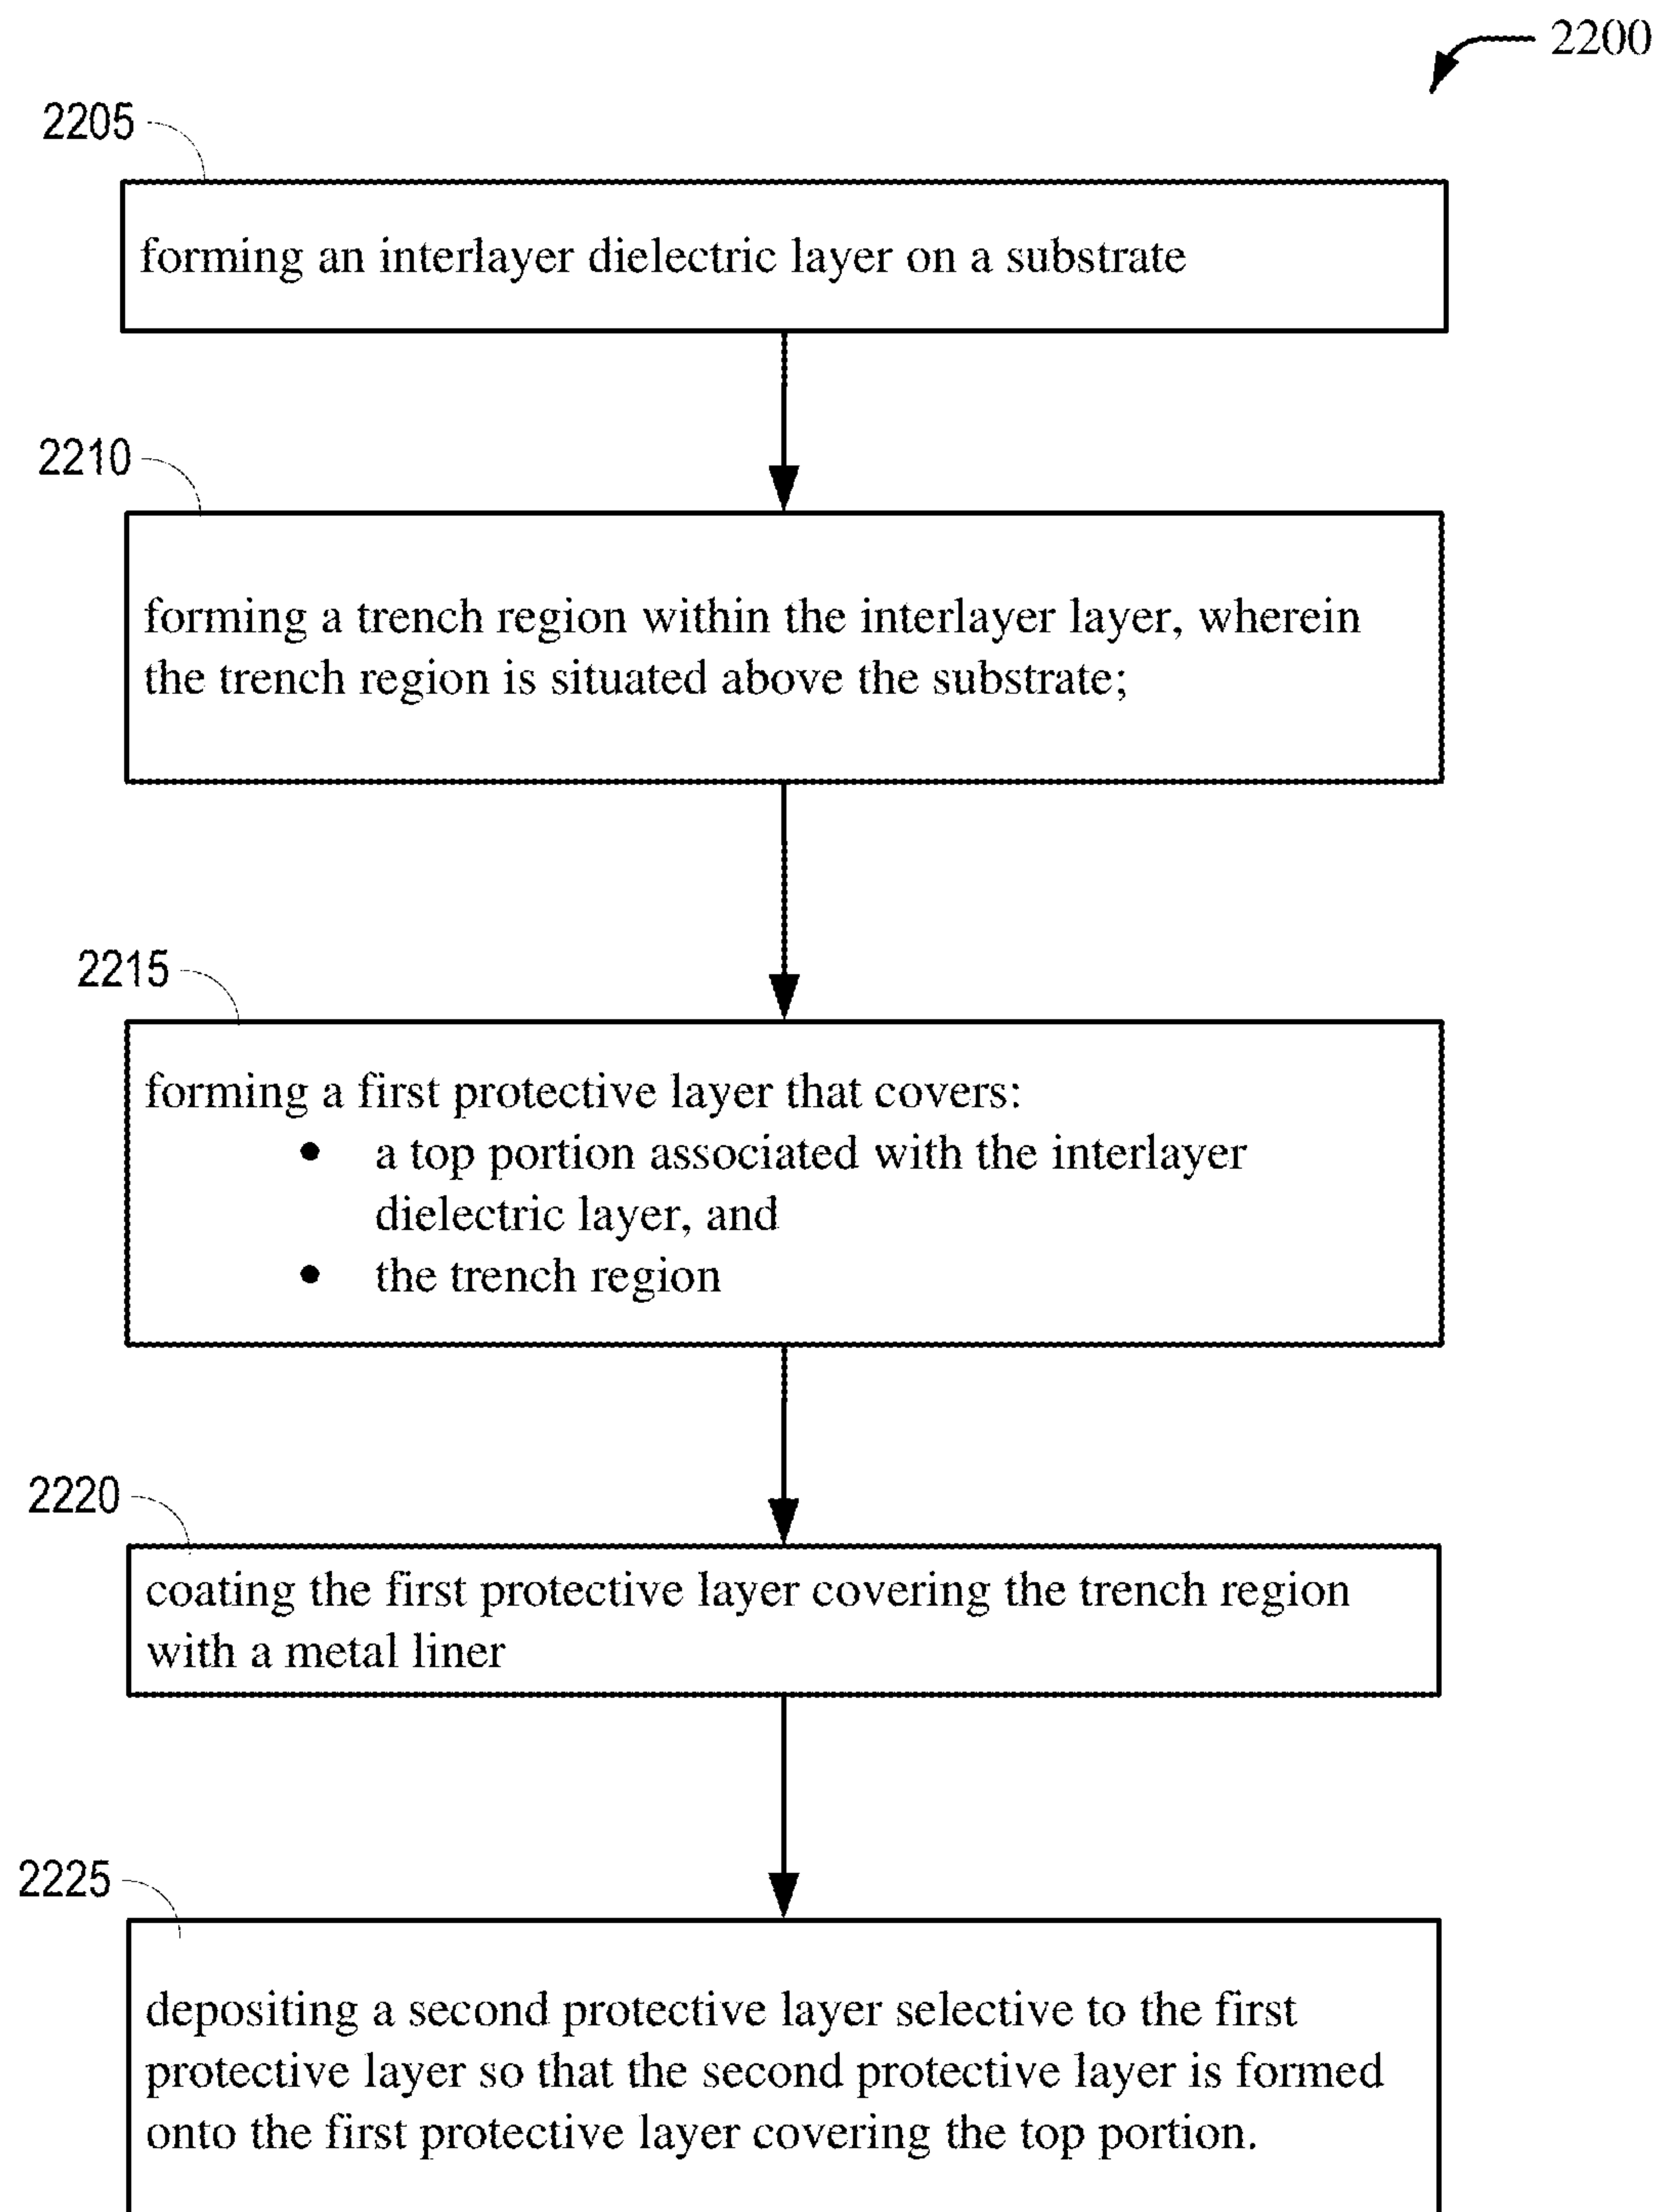 2200
2205
forming an interlayer dielectric layer on a substrate
2210
forming a trench region within the interlayer layer, wherein
the trench region is situated above the substrate;
2215
forming a first protective layer that covers:
• a top portion associated with the interlayer
dielectric layer, and
• the trench region
2220
coating the first protective layer covering the trench region
with a metal liner
2225
depositing a second protective layer selective to the first
protective layer so that the second protective layer is formed
onto the first protective layer covering the top portion.